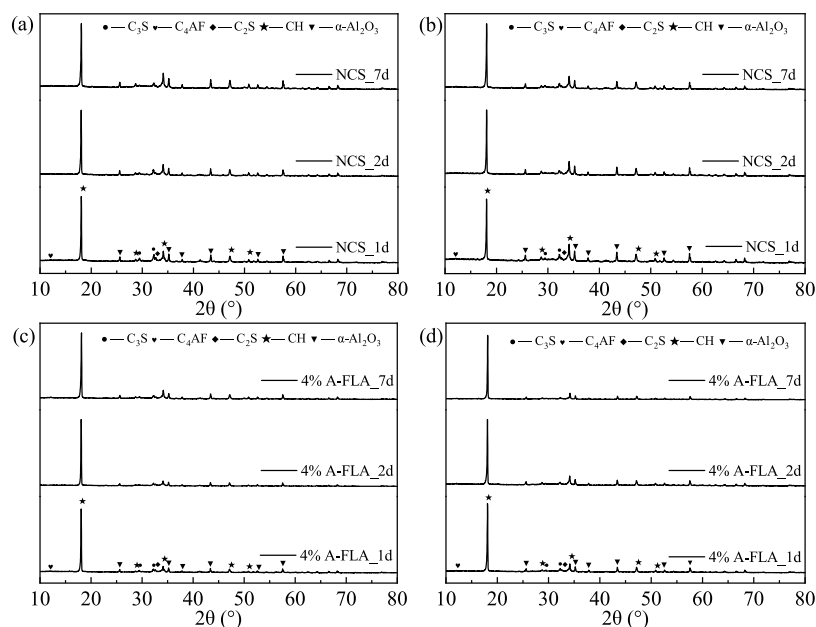 (a)
●—C₃S ♥—C₄AF ◆—C₂S ★—CH ▼—α-Al₂O₃
NCS_7d
NCS_2d
NCS_1d
10 20 30 40 50 60 70 80
2θ (°)
(b)
●—C₃S ♥—C₄AF ◆—C₂S ★—CH ▼—α-Al₂O₃
NCS_7d
NCS_2d
NCS_1d
10 20 30 40 50 60 70 80
2θ (°)
(c)
●—C₃S ♥—C₄AF ◆—C₂S ★—CH ▼—α-Al₂O₃
4% A-FLA_7d
4% A-FLA_2d
4% A-FLA_1d
10 20 30 40 50 60 70 80
2θ (°)
(d)
●—C₃S ♥—C₄AF ◆—C₂S ★—CH ▼—α-Al₂O₃
4% A-FLA_7d
4% A-FLA_2d
4% A-FLA_1d
10 20 30 40 50 60 70 80
2θ (°)